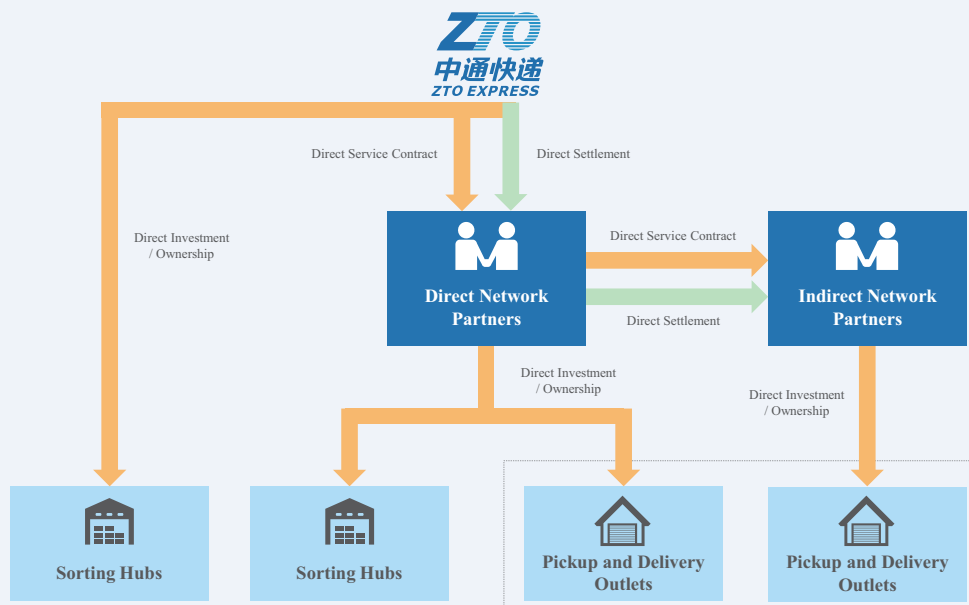 ZTO
中通快递
ZTO EXPRESS
Direct Service Contract
Direct Settlement
Direct Investment
/ Ownership
Direct Service Contract
Direct Network
Partners
Indirect Network
Partners
Direct Settlement
Direct Investment
/ Ownership
Direct Investment
/ Ownership
Sorting Hubs
Sorting Hubs
Pickup and Delivery
Outlets
Pickup and Delivery
Outlets